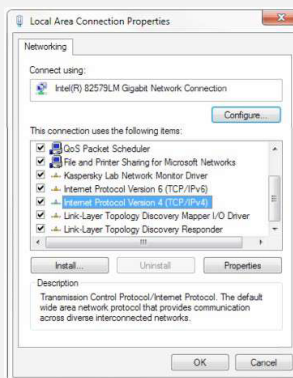 Local Area Connection Properties
Networking
Connect using:
Intel(R) 82579LM Gigabit Network Connection
Configure...
This connection uses the following items:
QoS Packet Scheduler
File and Printer Sharing for Microsoft Networks
Kaspersky Lab Network Monitor Driver
Internet Protocol Version 6 (TCP/IPv6)
Internet Protocol Version 4 (TCP/IPv4)
Link-Layer Topology Discovery Mapper I/O Driver
Link-Layer Topology Discovery Responder
Install...
Uninstall
Properties
Description
Transmission Control Protocol/Internet Protocol. The default
wide area network protocol that provides communication
across diverse interconnected networks.
OK
Cancel